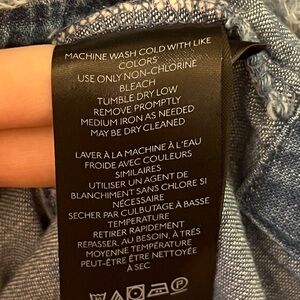 MACHINE WASH COLD WITH LIKE
COLORS
USE ONLY NON-CHLORINE
BLEACH
TUMBLE DRY LOW
REMOVE PROMPTLY
MEDIUM IRON AS NEEDED
MAY BE DRY CLEANED
LAVER À LA MACHINE À L'EAU
FROIDE AVEC COULEURS
SIMILAIRES
UTILISER UN AGENT DE
BLANCHIMENT SANS CHLORE SI
NÉCESSAIRE
SÉCHER PAR CULBUTAGE À BASSE
TEMPERATURE
RETIRER RAPIDEMENT
REPASSER, AU BESOIN, À TRÈS
MOYENNE TEMPÉRATURE
PEUT-ÊTRE ÊTRE NETTOYÉE
À SEC